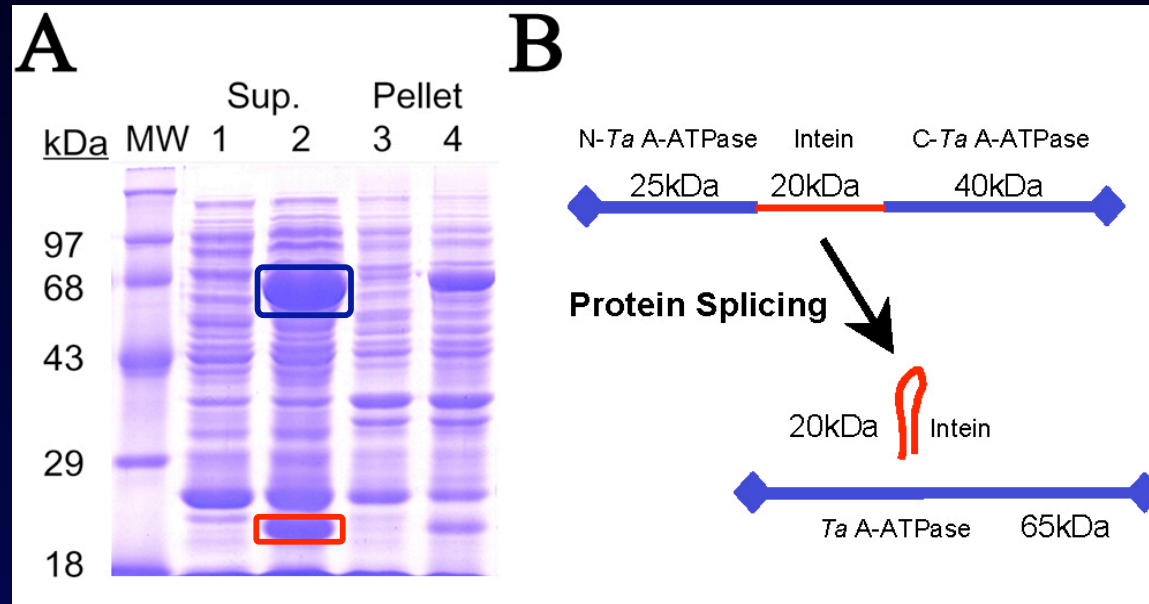 A
Sup. Pellet
kDa MW 1 2 3 4
97
68
43
29
18
B
N-Ta A-ATPase Intein C-Ta A-ATPase
25kDa 20kDa 40kDa
Protein Splicing
20kDa Intein
Ta A-ATPase 65kDa